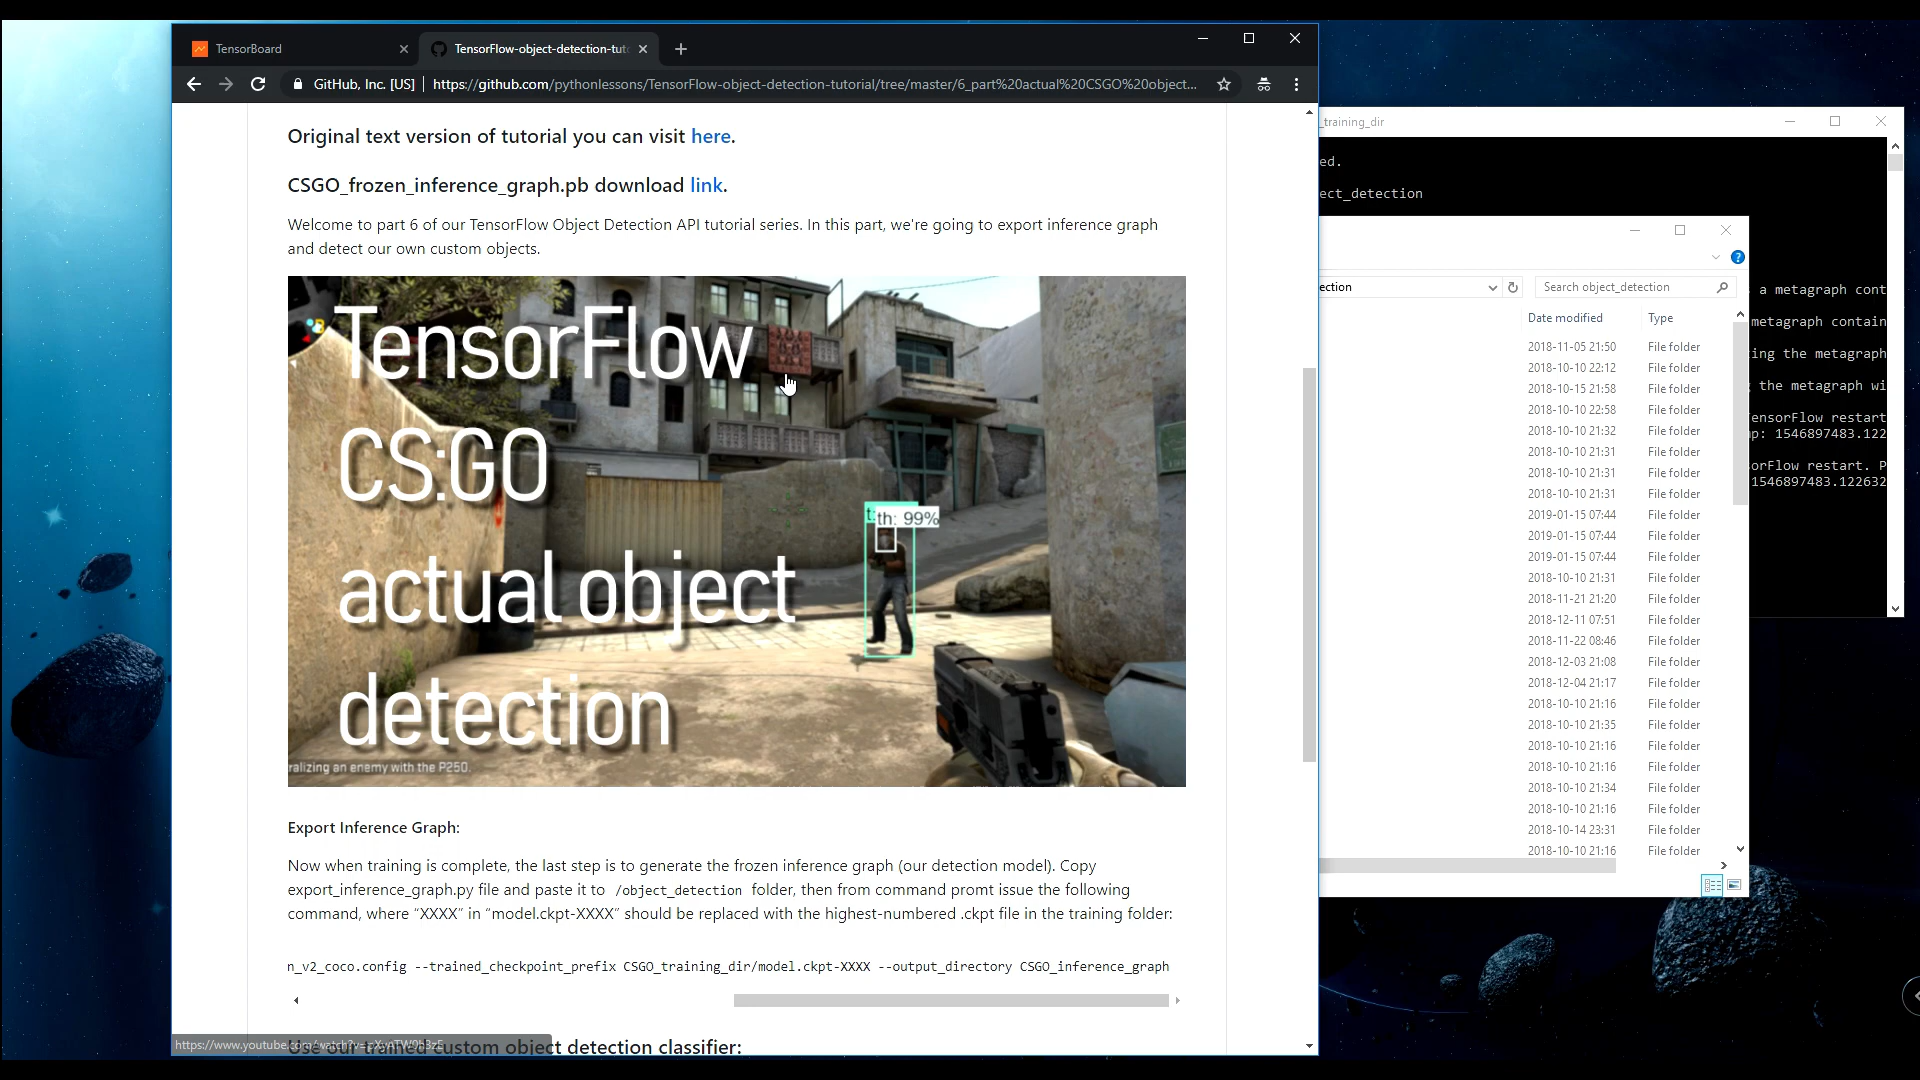 TensorBoard
TensorFlow-object-detection-tuto
GitHub, Inc. [US]
https://github.com/pythonlessons/TensorFlow-object-detection-tutorial/tree/master/6_part%20actual%20CSGO%20object...
Original text version of tutorial you can visit here.
CSGO_frozen_inference_graph.pb download link.
Welcome to part 6 of our TensorFlow Object Detection API tutorial series. In this part, we're going to export inference graph
and detect our own custom objects.
TensorFlow
CS:GO
actual object
detection
t:
th: 99%
ralizing an enemy with the P250.
Export Inference Graph:
Now when training is complete, the last step is to generate the frozen inference graph (our detection model). Copy
export_inference_graph.py file and paste it to /object_detection folder, then from command promt issue the following
command, where “XXXX” in “model.ckpt-XXXX” should be replaced with the highest-numbered .ckpt file in the training folder:
n_v2_coco.config --trained_checkpoint_prefix CSGO_training_dir/model.ckpt-XXXX --output_directory CSGO_inference_graph
Use our trained custom object detection classifier:
_training_dir
ed.
ect_detection
a metagraph cont
metagraph contain
ing the metagraph
the metagraph wi
ensorFlow restart
p: 1546897483.122
orFlow restart. P
1546897483.122632
ection
Search object_detection
Date modified Type
2018-11-05 21:50 File folder
2018-10-10 22:12 File folder
2018-10-15 21:58 File folder
2018-10-10 22:58 File folder
2018-10-10 21:32 File folder
2018-10-10 21:31 File folder
2018-10-10 21:31 File folder
2018-10-10 21:31 File folder
2019-01-15 07:44 File folder
2019-01-15 07:44 File folder
2019-01-15 07:44 File folder
2018-10-10 21:31 File folder
2018-11-21 21:20 File folder
2018-12-11 07:51 File folder
2018-11-22 08:46 File folder
2018-12-03 21:08 File folder
2018-12-04 21:17 File folder
2018-10-10 21:16 File folder
2018-10-10 21:35 File folder
2018-10-10 21:16 File folder
2018-10-10 21:16 File folder
2018-10-10 21:34 File folder
2018-10-10 21:16 File folder
2018-10-14 23:31 File folder
2018-10-10 21:16 File folder